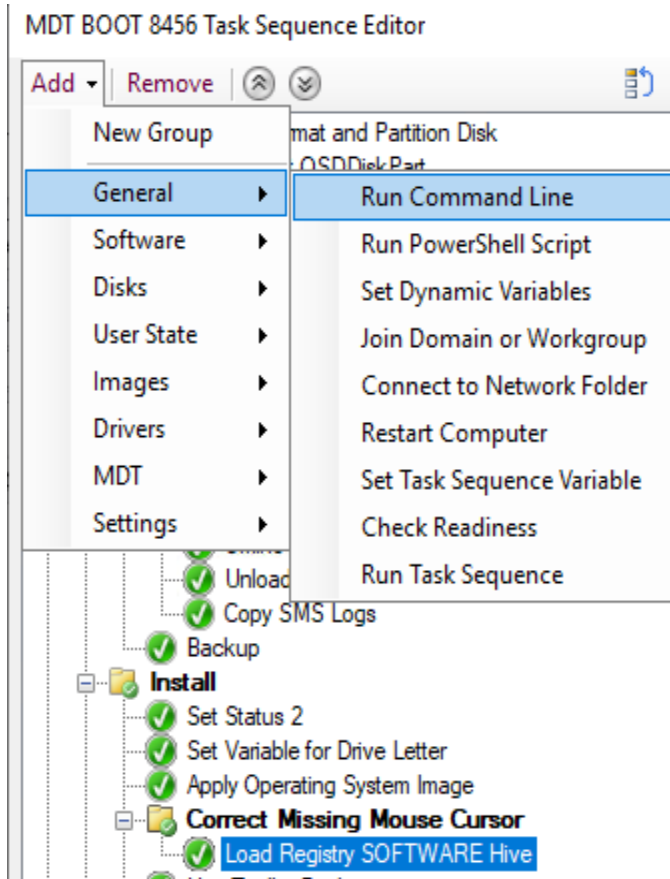 MDT BOOT 8456 Task Sequence Editor
Add Remove
New Group
mat and Partition Disk
OSDDiskPart
General
Run Command Line
Software
Run PowerShell Script
Disks
Set Dynamic Variables
User State
Join Domain or Workgroup
Images
Connect to Network Folder
Drivers
Restart Computer
MDT
Set Task Sequence Variable
Settings
Check Readiness
Run Task Sequence
Unload
Copy SMS Logs
Backup
Install
Set Status 2
Set Variable for Drive Letter
Apply Operating System Image
Correct Missing Mouse Cursor
Load Registry SOFTWARE Hive